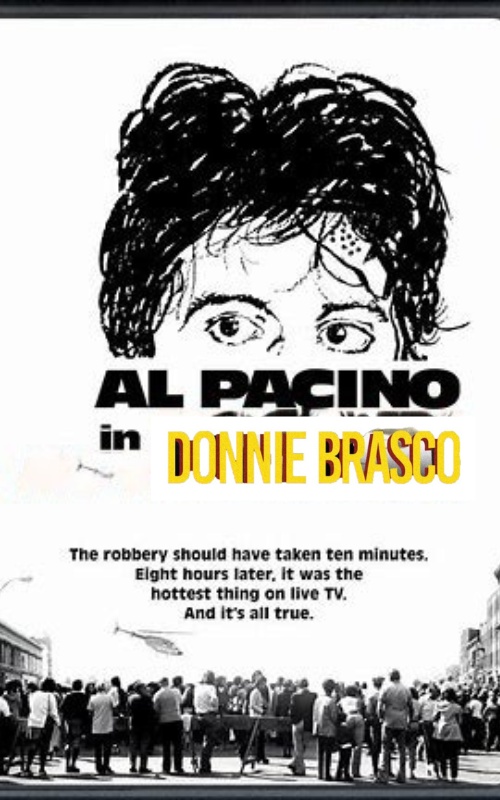 AL PACINO
in DONNIE BRASCO
The robbery should have taken ten minutes.
Eight hours later, it was the
hottest thing on live TV.
And it's all true.